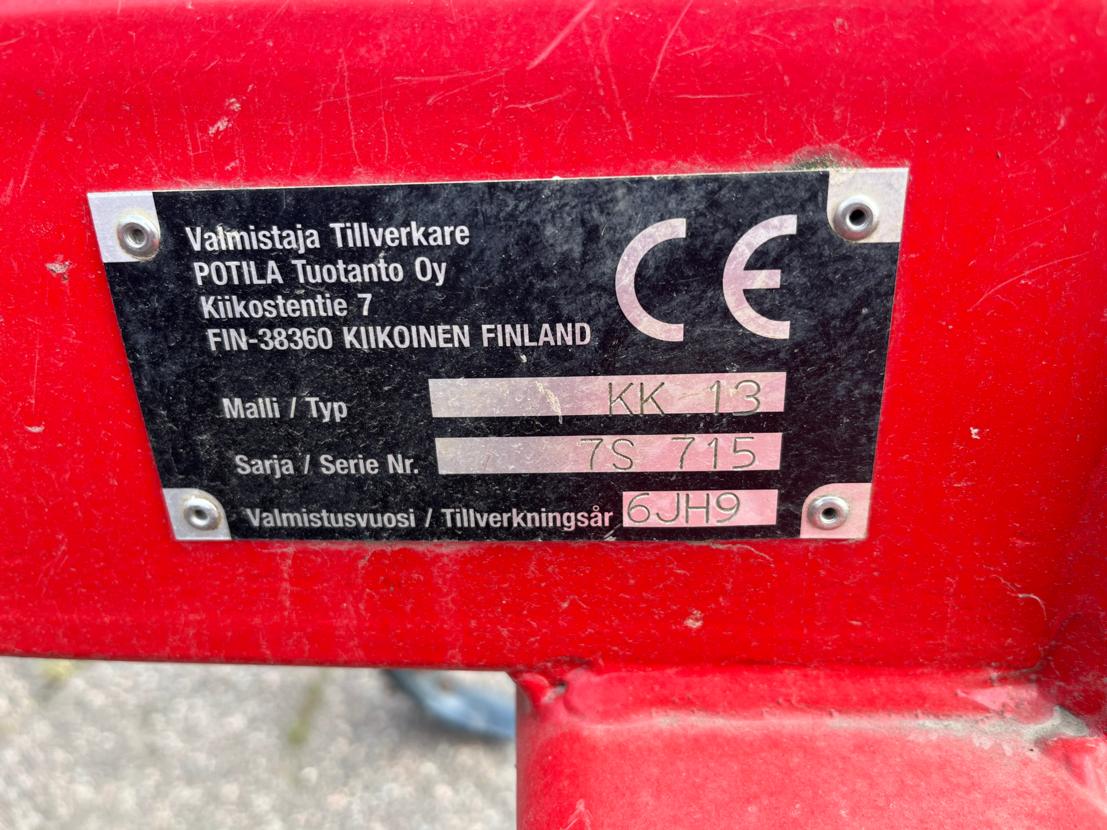 Valmistaja Tillverkare
POTILA Tuotanto Oy
Kiikostentie 7
FIN-38360 KIIKOINEN FINLAND
CE
Malli / Typ KK 13
Sarja / Serie Nr. 7S 715
Valmistusvuosi / Tillverkningsår 6JH9